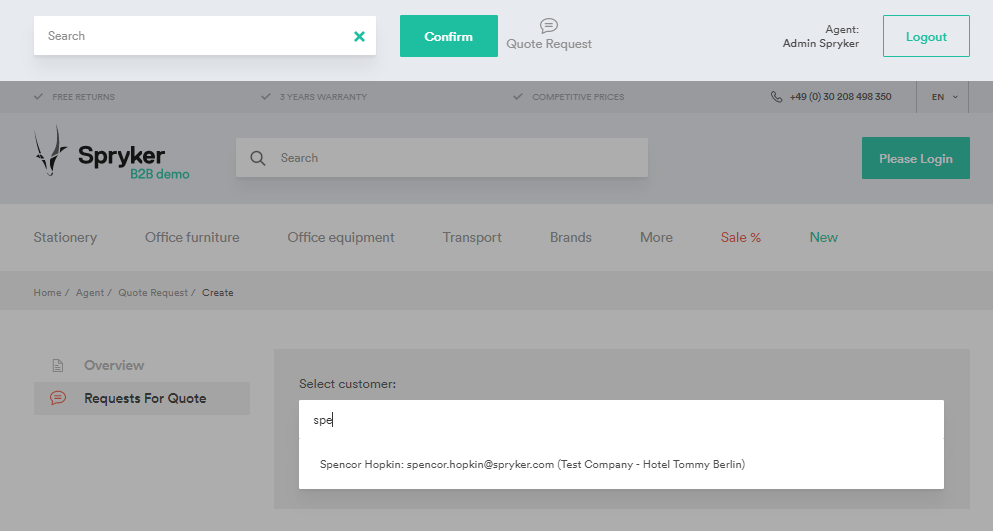 Search
Confirm
Quote Request
Agent:
Admin Spryker
Logout
FREE RETURNS
3 YEARS WARRANTY
COMPETITIVE PRICES
+49 (0) 30 208 498 350
EN
Spryker
B2B demo
Search
Please Login
Stationery Office furniture Office equipment Transport Brands More Sale % New
Home / Agent / Quote Request / Create
Overview
Requests For Quote
Select customer:
spe
Spencor Hopkin: spencor.hopkin@spryker.com (Test Company - Hotel Tommy Berlin)